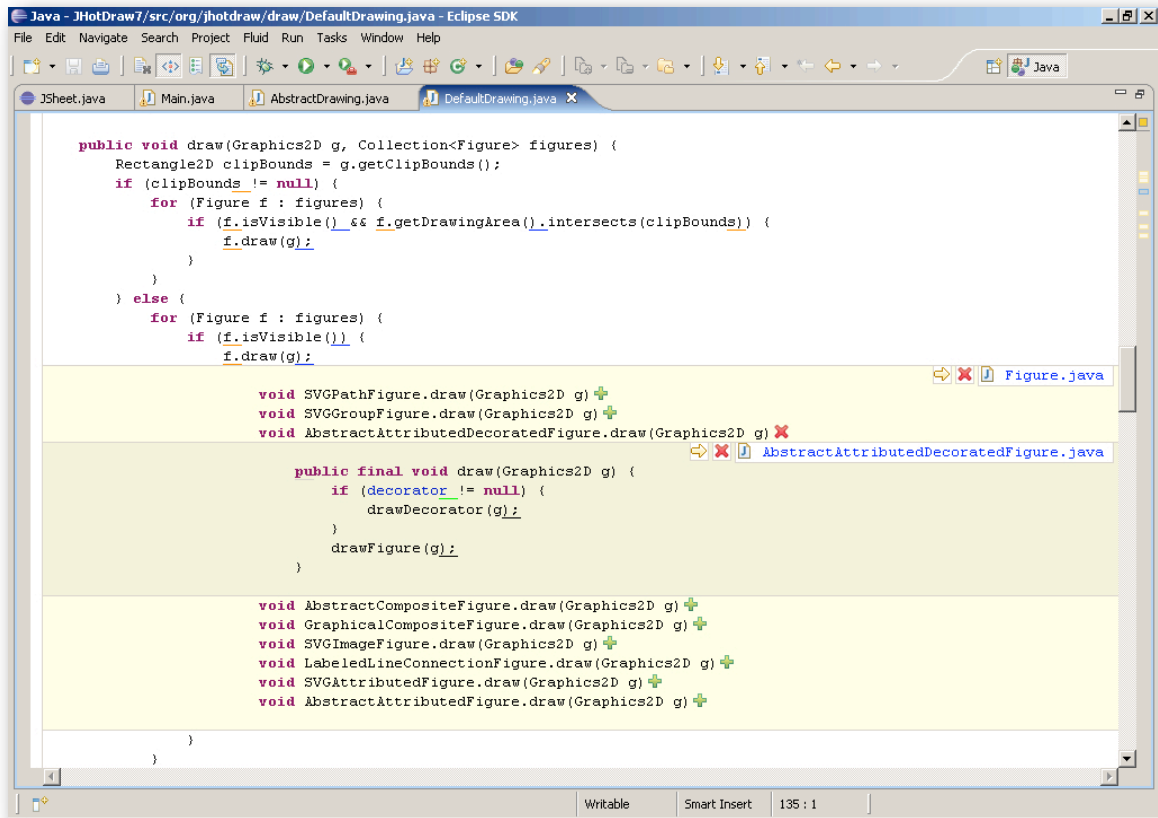 Java - JHotDraw7/src/org/jhotdraw/draw/DefaultDrawing.java - Eclipse SDK
File Edit Navigate Search Project Fluid Run Tasks Window Help
Java
JSheet.java Main.java AbstractDrawing.java DefaultDrawing.java
public void draw(Graphics2D g, Collection<Figure> figures) {
Rectangle2D clipBounds = g.getClipBounds();
if (clipBounds != null) {
for (Figure f : figures) {
if (f.isVisible() && f.getDrawingArea().intersects(clipBounds)) {
f.draw(g);
}
}
} else {
for (Figure f : figures) {
if (f.isVisible()) {
f.draw(g);
Figure.java
void SVGPathFigure.draw(Graphics2D g)
void SVGGroupFigure.draw(Graphics2D g)
void AbstractAttributedDecoratedFigure.draw(Graphics2D g)
AbstractAttributedDecoratedFigure.java
public final void draw(Graphics2D g) {
if (decorator != null) {
drawDecorator(g);
}
drawFigure(g);
}
void AbstractCompositeFigure.draw(Graphics2D g)
void GraphicalCompositeFigure.draw(Graphics2D g)
void SVGImageFigure.draw(Graphics2D g)
void LabeledLineConnectionFigure.draw(Graphics2D g)
void SVGAttributedFigure.draw(Graphics2D g)
void AbstractAttributedFigure.draw(Graphics2D g)
}
}
Writable Smart Insert 135 : 1